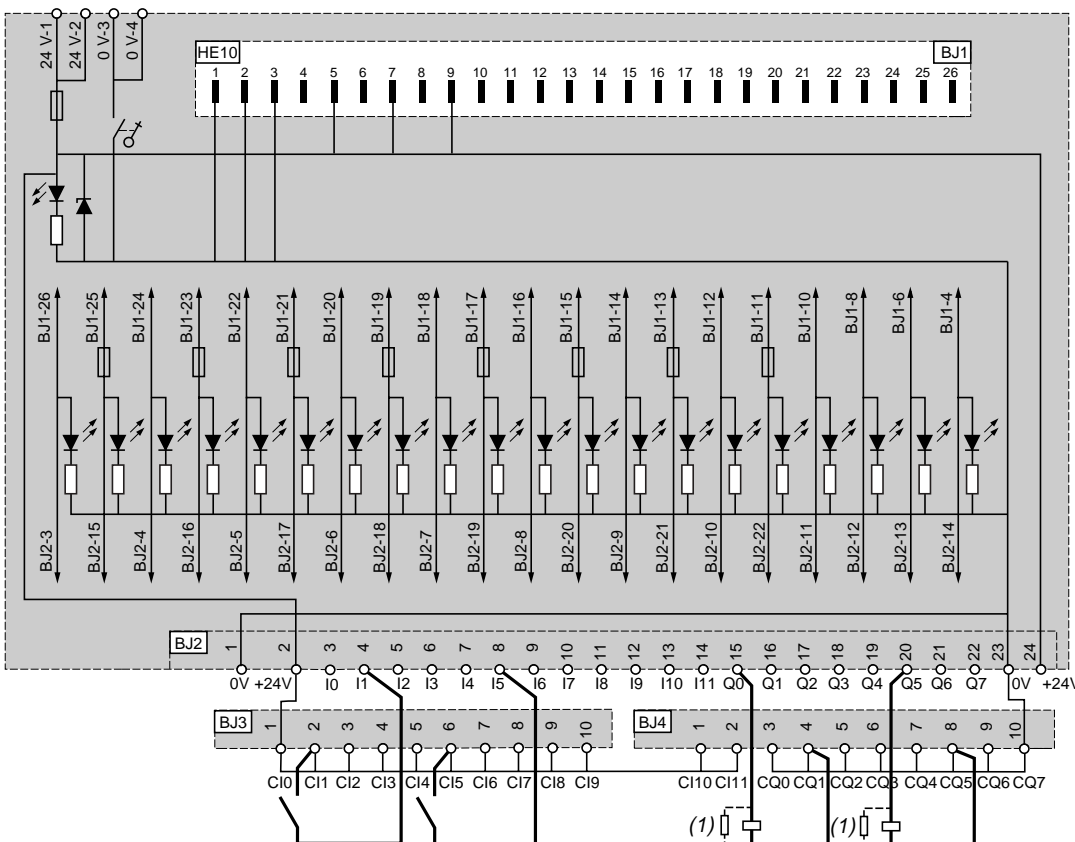 24 V-1 24 V-2 0 V-3 0 V-4
HE10 BJ1
1 2 3 4 5 6 7 8 9 10 11 12 13 14 15 16 17 18 19 20 21 22 23 24 25 26
BJ1-26 BJ1-25 BJ1-24 BJ1-23 BJ1-22 BJ1-21 BJ1-20 BJ1-19 BJ1-18 BJ1-17 BJ1-16 BJ1-15 BJ1-14 BJ1-13 BJ1-12 BJ1-11 BJ1-10 BJ1-8 BJ1-6 BJ1-4
BJ2-3 BJ2-15 BJ2-4 BJ2-16 BJ2-5 BJ2-17 BJ2-6 BJ2-18 BJ2-7 BJ2-19 BJ2-8 BJ2-20 BJ2-9 BJ2-21 BJ2-10 BJ2-22 BJ2-11 BJ2-12 BJ2-13 BJ2-14
BJ2 1 2 3 4 5 6 7 8 9 10 11 12 13 14 15 16 17 18 19 20 21 22 23 24
0V +24V I0 I1 I2 I3 I4 I5 I6 I7 I8 I9 I10 I11 Q0 Q1 Q2 Q3 Q4 Q5 Q6 Q7 0V +24V
BJ3 1 2 3 4 5 6 7 8 9 10 BJ4 1 2 3 4 5 6 7 8 9 10
CI0 CI1 CI2 CI3 CI4 CI5 CI6 CI7 CI8 CI9 CI10 CI11 CQ0 CQ1 CQ2 CQ3 CQ4 CQ5 CQ6 CQ7
(1) (1)